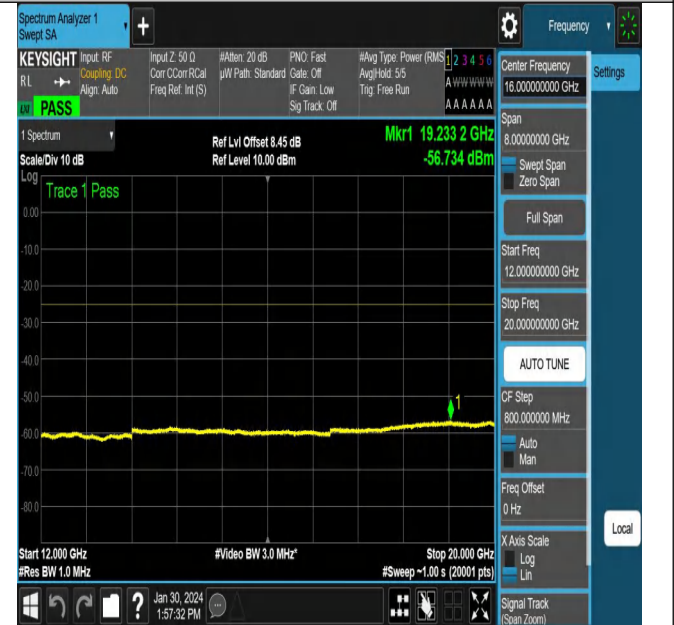 Spectrum Analyzer 1
Swept SA
+
Frequency
KEYSIGHT
RL
PASS
Input: RF
Coupling: DC
Align: Auto
Input Z: 50 Ω
Corr CCorr RCal
Freq Ref: Int (S)
#Atten: 20 dB
µW Path: Standard
PNO: Fast
Gate: Off
IF Gain: Low
Sig Track: Off
#Avg Type: Power (RMS
Avg|Hold: 5/5
Trig: Free Run
1 2 3 4 5 6
A W W W W W
A A A A A A
1 Spectrum
Scale/Div 10 dB
Log
Ref Lvl Offset 8.45 dB
Ref Level 10.00 dBm
Mkr1 19.233 2 GHz
-56.734 dBm
Trace 1 Pass
0.00
-10.0
-20.0
-30.0
-40.0
-50.0
-60.0
-70.0
-80.0
1
Start 12.000 GHz
#Res BW 1.0 MHz
#Video BW 3.0 MHz*
Stop 20.000 GHz
#Sweep ~1.00 s (20001 pts)
Center Frequency
16.000000000 GHz
Settings
Span
8.00000000 GHz
Swept Span
Zero Span
Full Span
Start Freq
12.000000000 GHz
Stop Freq
20.000000000 GHz
AUTO TUNE
CF Step
800.000000 MHz
Auto
Man
Freq Offset
0 Hz
X Axis Scale
Log
Lin
Local
Signal Track
(Span Zoom)
?
Jan 30, 2024
1:57:32 PM